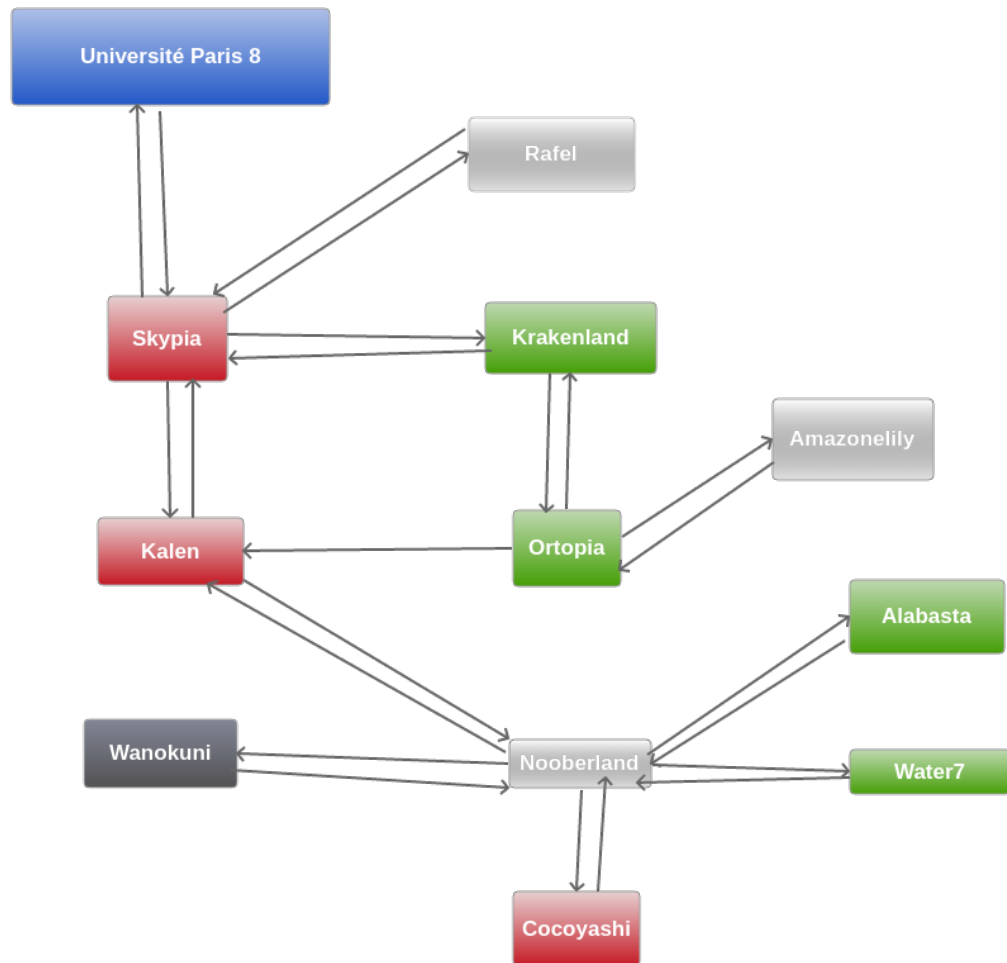 Université Paris 8
Rafel
Skypia
Krakenland
Amazonelily
Kalen
Ortopia
Alabasta
Wanokuni
Nooberland
Water7
Cocoyashi